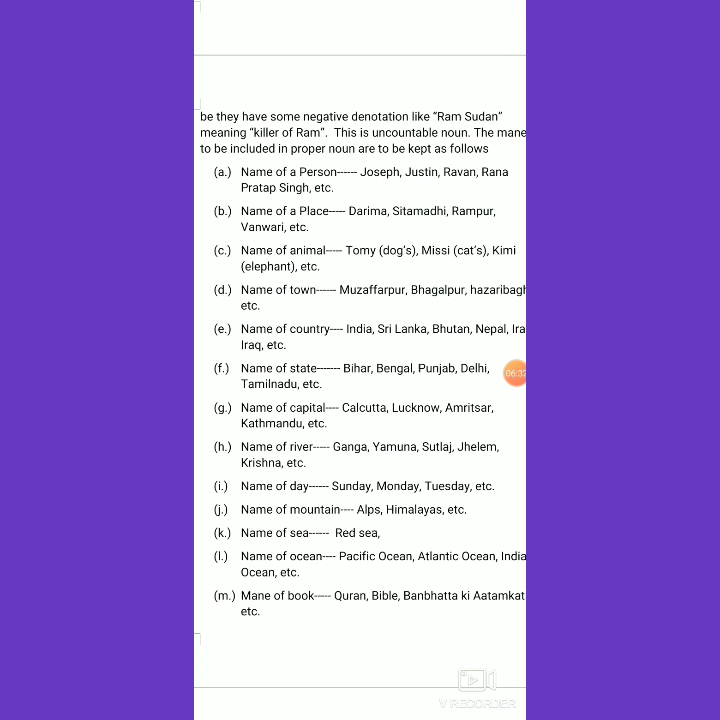 be they have some negative denotation like “Ram Sudan”
meaning “killer of Ram”. This is uncountable noun. The mane
to be included in proper noun are to be kept as follows
(a.) Name of a Person------ Joseph, Justin, Ravan, Rana
Pratap Singh, etc.
(b.) Name of a Place----- Darima, Sitamadhi, Rampur,
Vanwari, etc.
(c.) Name of animal----- Tomy (dog’s), Missi (cat’s), Kimi
(elephant), etc.
(d.) Name of town------ Muzaffarpur, Bhagalpur, hazaribagh
etc.
(e.) Name of country---- India, Sri Lanka, Bhutan, Nepal, Ira
Iraq, etc.
(f.) Name of state------- Bihar, Bengal, Punjab, Delhi,
Tamilnadu, etc.
06:32
(g.) Name of capital---- Calcutta, Lucknow, Amritsar,
Kathmandu, etc.
(h.) Name of river----- Ganga, Yamuna, Sutlaj, Jhelem,
Krishna, etc.
(i.) Name of day------ Sunday, Monday, Tuesday, etc.
(j.) Name of mountain---- Alps, Himalayas, etc.
(k.) Name of sea------ Red sea,
(l.) Name of ocean---- Pacific Ocean, Atlantic Ocean, India
Ocean, etc.
(m.) Mane of book----- Quran, Bible, Banbhatta ki Aatamkat
etc.
V RECORDER